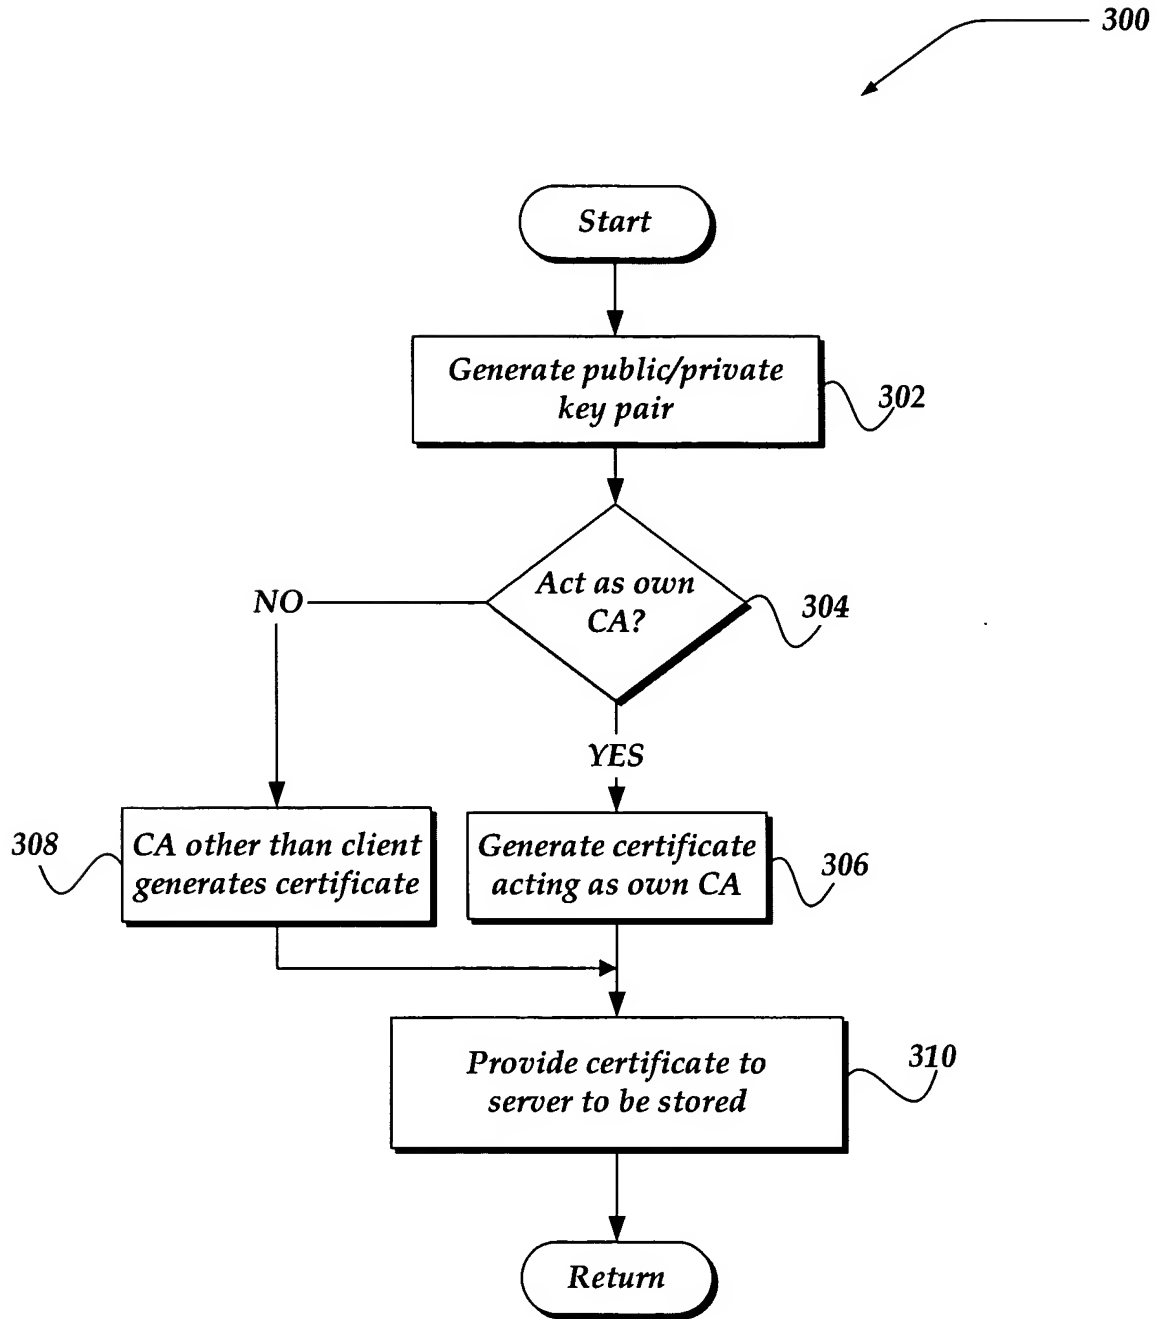 300
Start
Generate public/private
key pair
302
Act as own
CA?
304
NO
YES
308
CA other than client
generates certificate
Generate certificate
acting as own CA
306
Provide certificate to
server to be stored
310
Return